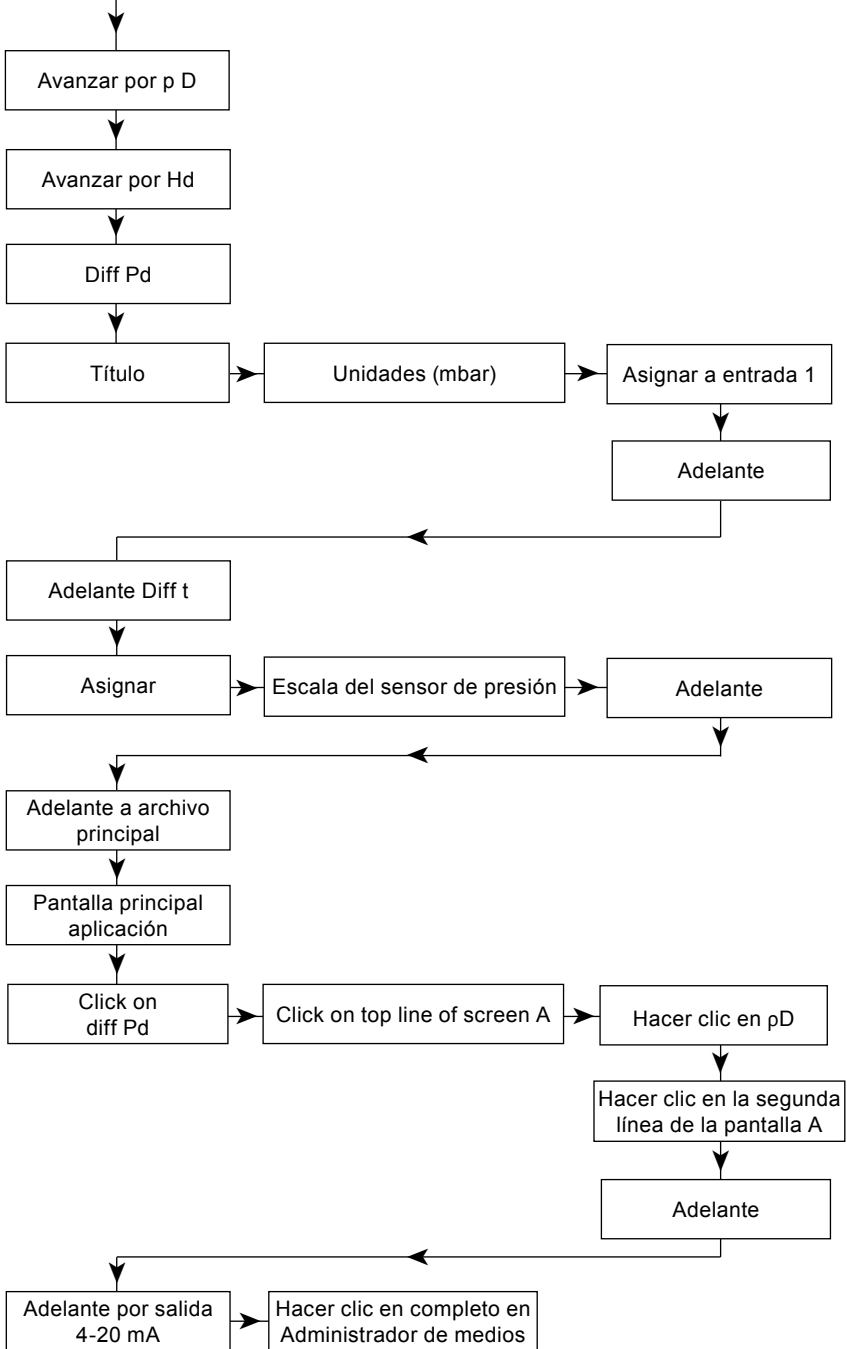 Avanzar por p D
Avanzar por Hd
Diff Pd
Título
Unidades (mbar)
Asignar a entrada 1
Adelante
Adelante Diff t
Asignar
Escala del sensor de presión
Adelante
Adelante a archivo
principal
Pantalla principal
aplicación
Click on
diff Pd
Click on top line of screen A
Hacer clic en ρD
Hacer clic en la segunda
línea de la pantalla A
Adelante
Adelante por salida
4-20 mA
Hacer clic en completo en
Administrador de medios